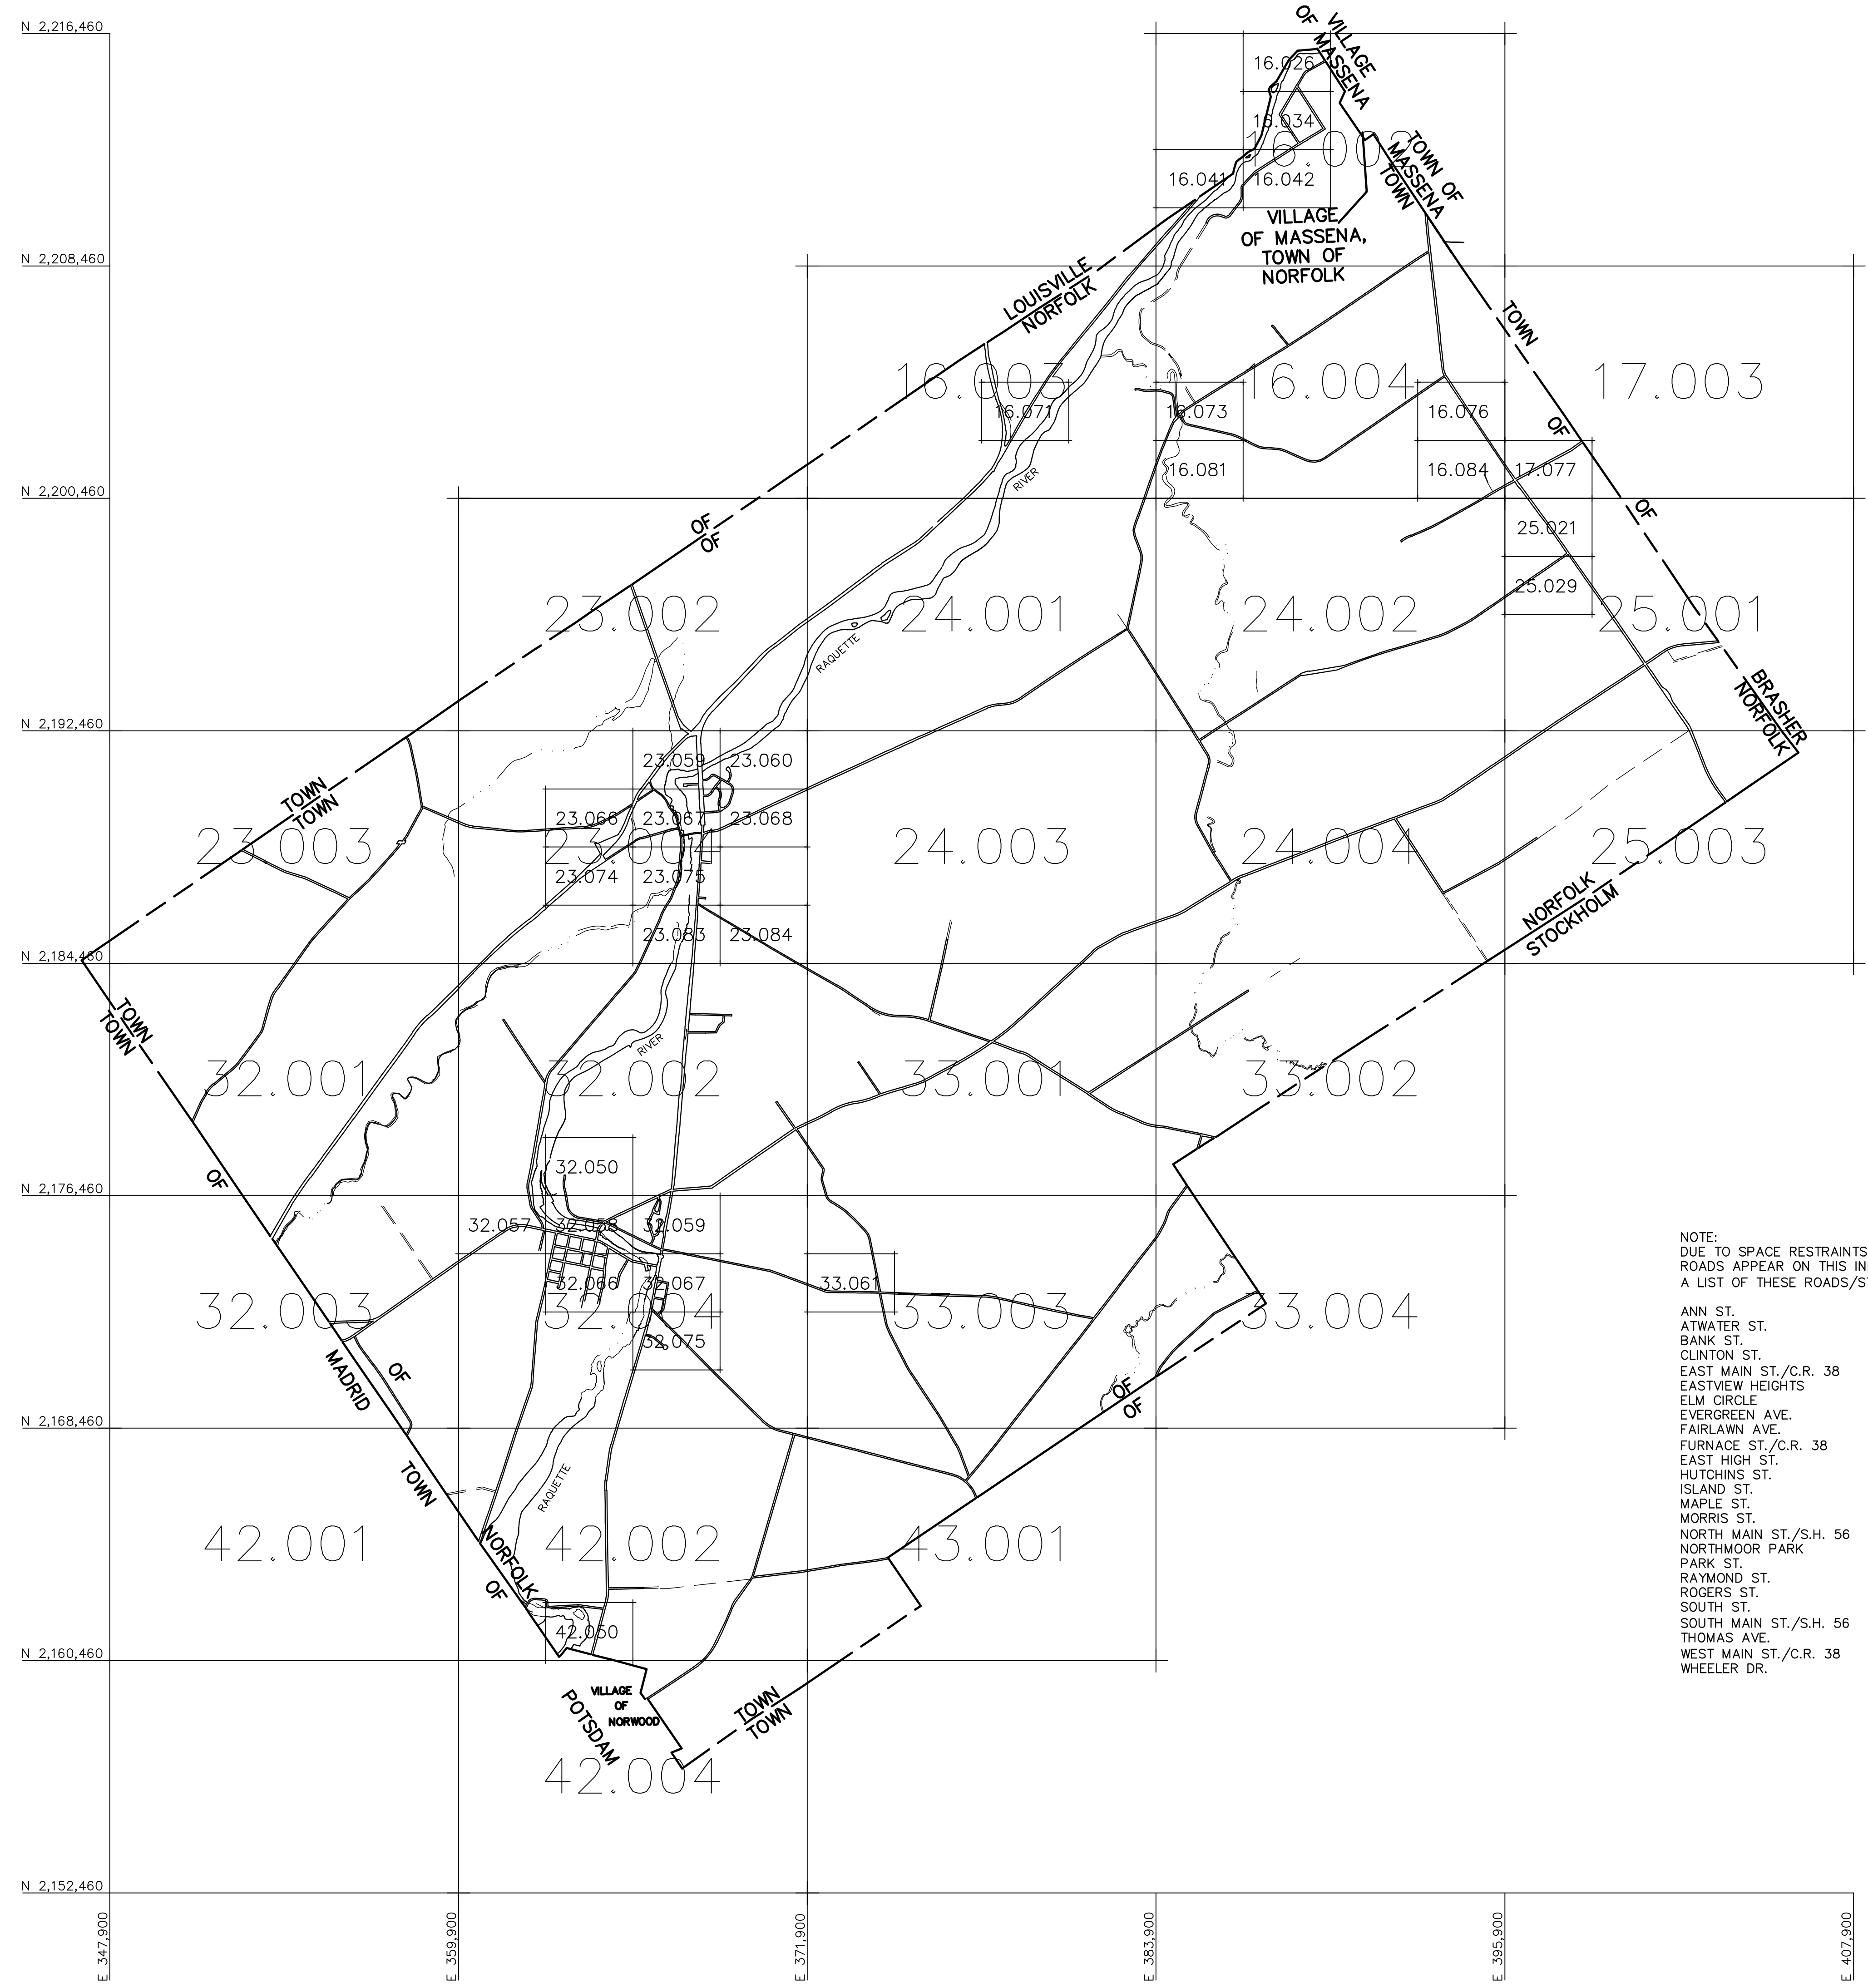 N 2,216,460
VILLAGE
OF MASSENA
16.026
16.034
16.002
16.041
16.042
TOWN OF
MASSENA
TOWN
VILLAGE
OF MASSENA,
TOWN OF
NORFOLK
N 2,208,460
LOUISVILLE
NORFOLK
TOWN
16.003
16.004
17.003
16.071
16.073
16.076
OF
16.081
16.084
17.077
RIVER
N 2,200,460
OF
OF
OF
25.021
25.029
23.002
24.001
24.002
25.001
RAQUETTE
BRASHER
NORFOLK
N 2,192,460
23.059
23.060
TOWN
TOWN
23.066
23.067
23.068
23.003
23.004
24.003
24.004
25.003
23.074
23.075
NORFOLK
STOCKHOLM
23.083
23.084
N 2,184,460
TOWN
TOWN
RIVER
32.001
32.002
33.001
33.002
32.050
OF
N 2,176,460
32.057
32.058
32.059
32.066
32.067
33.061
32.003
32.004
33.003
33.004
32.075
MADRID
OF
OF
OF
N 2,168,460
TOWN
RAQUETTE
42.001
42.002
43.001
NORFOLK
OF
42.050
N 2,160,460
VILLAGE
OF
NORWOOD
POTSDAM
TOWN
TOWN
42.004
N 2,152,460
E 347,900
E 359,900
E 371,900
E 383,900
E 395,900
E 407,900
NOTE:
DUE TO SPACE RESTRAINTS
ROADS APPEAR ON THIS IN
A LIST OF THESE ROADS/S
ANN ST.
ATWATER ST.
BANK ST.
CLINTON ST.
EAST MAIN ST./C.R. 38
EASTVIEW HEIGHTS
ELM CIRCLE
EVERGREEN AVE.
FAIRLAWN AVE.
FURNACE ST./C.R. 38
EAST HIGH ST.
HUTCHINS ST.
ISLAND ST.
MAPLE ST.
MORRIS ST.
NORTH MAIN ST./S.H. 56
NORTHMOOR PARK
PARK ST.
RAYMOND ST.
ROGERS ST.
SOUTH ST.
SOUTH MAIN ST./S.H. 56
THOMAS AVE.
WEST MAIN ST./C.R. 38
WHEELER DR.